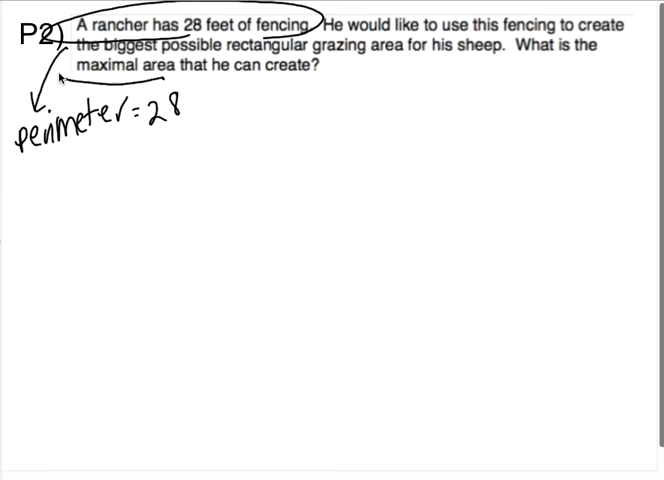 P2) A rancher has 28 feet of fencing. He would like to use this fencing to create
the biggest possible rectangular grazing area for his sheep. What is the
maximal area that he can create?
perimeter = 28